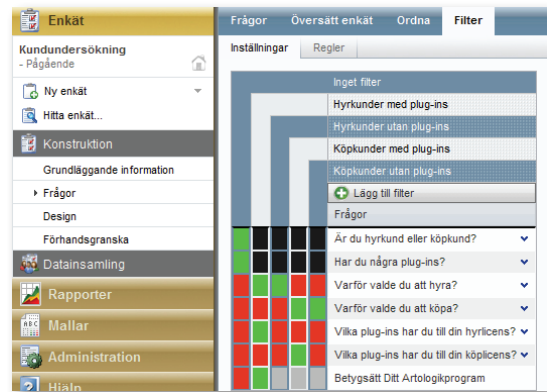 Enkät
Kundundersökning
- Pågående
Ny enkät
Hitta enkät...
Konstruktion
Grundläggande information
Frågor
Design
Förhandsgranska
Datainsamling
Rapporter
ABC
Mallar
Administration
Hjälp
Frågor Översätt enkät Ordna Filter
Inställningar Regler
Inget filter
Hyrkunder med plug-ins
Hyrkunder utan plug-ins
Köpkunder med plug-ins
Köpkunder utan plug-ins
Lägg till filter
Frågor
Är du hyrkund eller köpkund?
Har du några plug-ins?
Varför valde du att hyra?
Varför valde du att köpa?
Vilka plug-ins har du till din hyrlicens?
Vilka plug-ins har du till din köplicens?
Betygsätt Ditt Artologikprogram